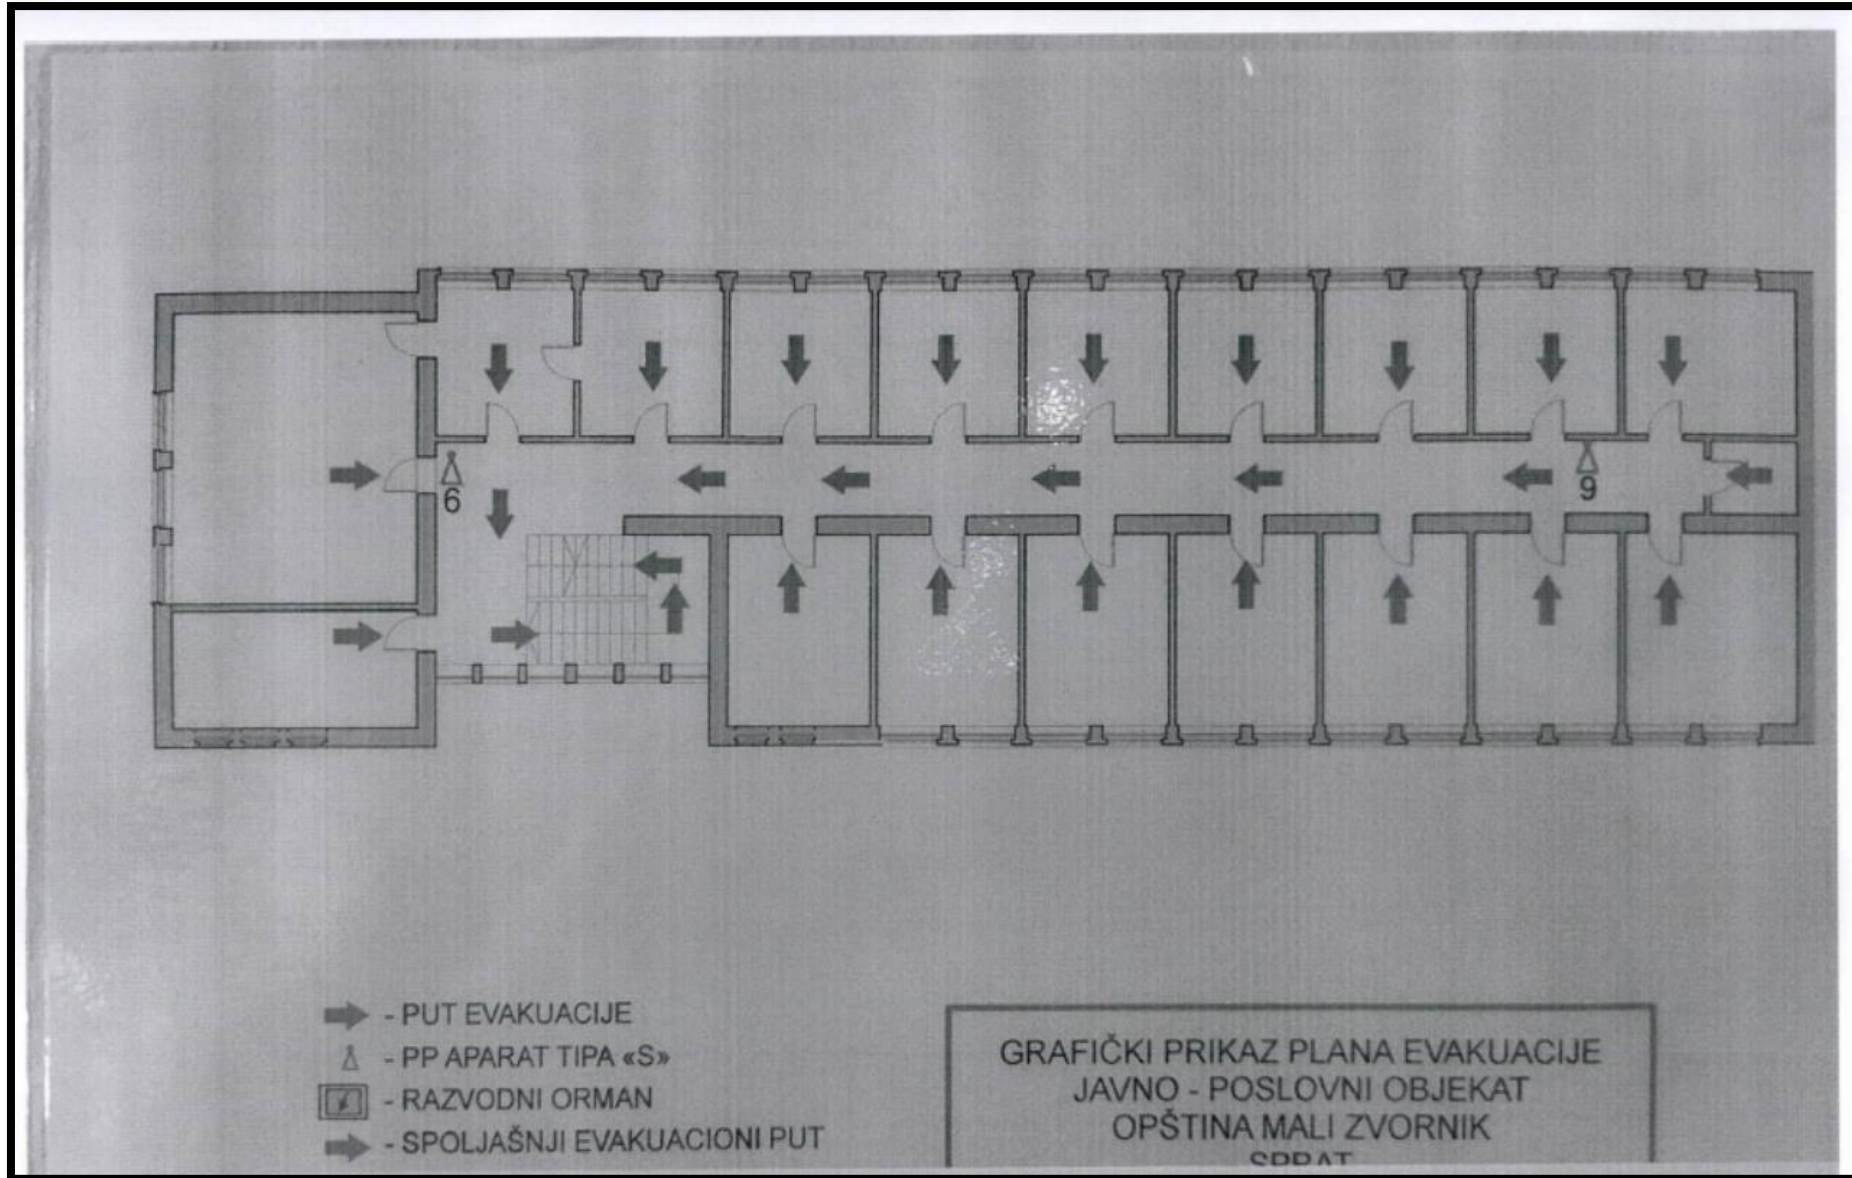 6
9
- PUT EVAKUACIJE
- PP APARAT TIPA «S»
- RAZVODNI ORMAN
- SPOLJAŠNJI EVAKUACIONI PUT
GRAFIČKI PRIKAZ PLANA EVAKUACIJE
JAVNO - POSLOVNI OBJEKAT
OPŠTINA MALI ZVORNIK
SPRAT